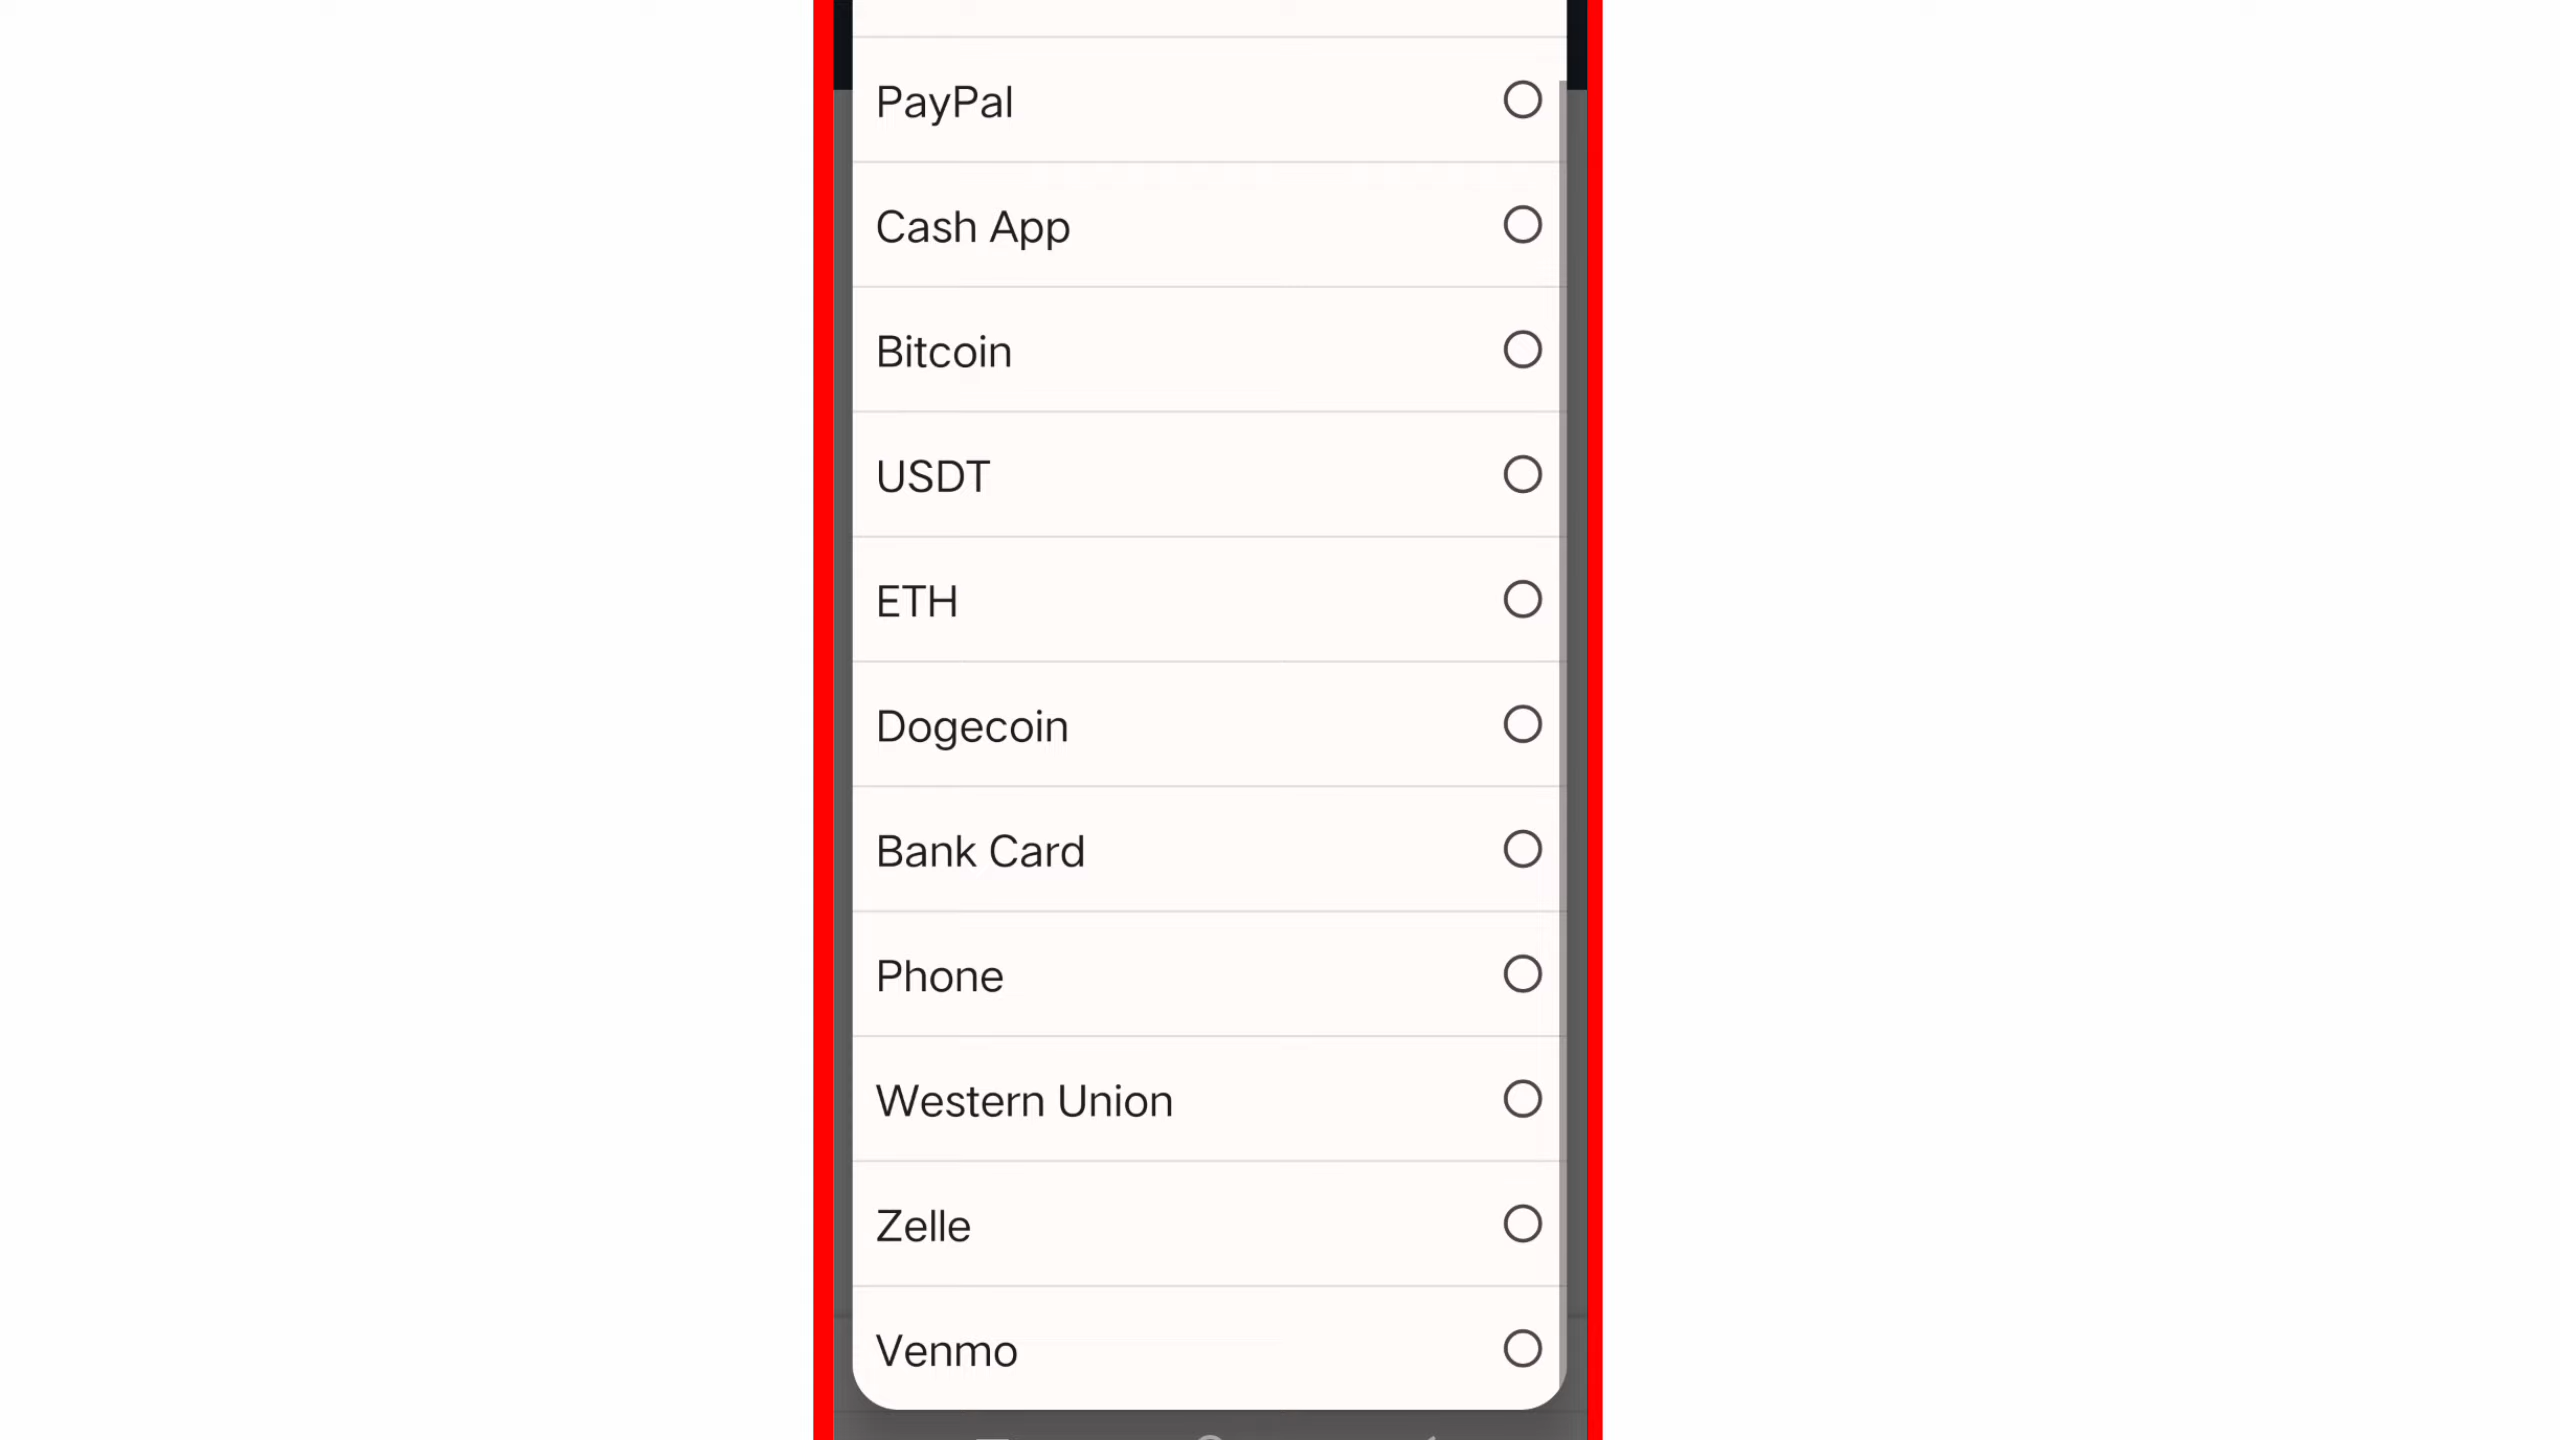 PayPal
Cash App
Bitcoin
USDT
ETH
Dogecoin
Bank Card
Phone
Western Union
Zelle
Venmo